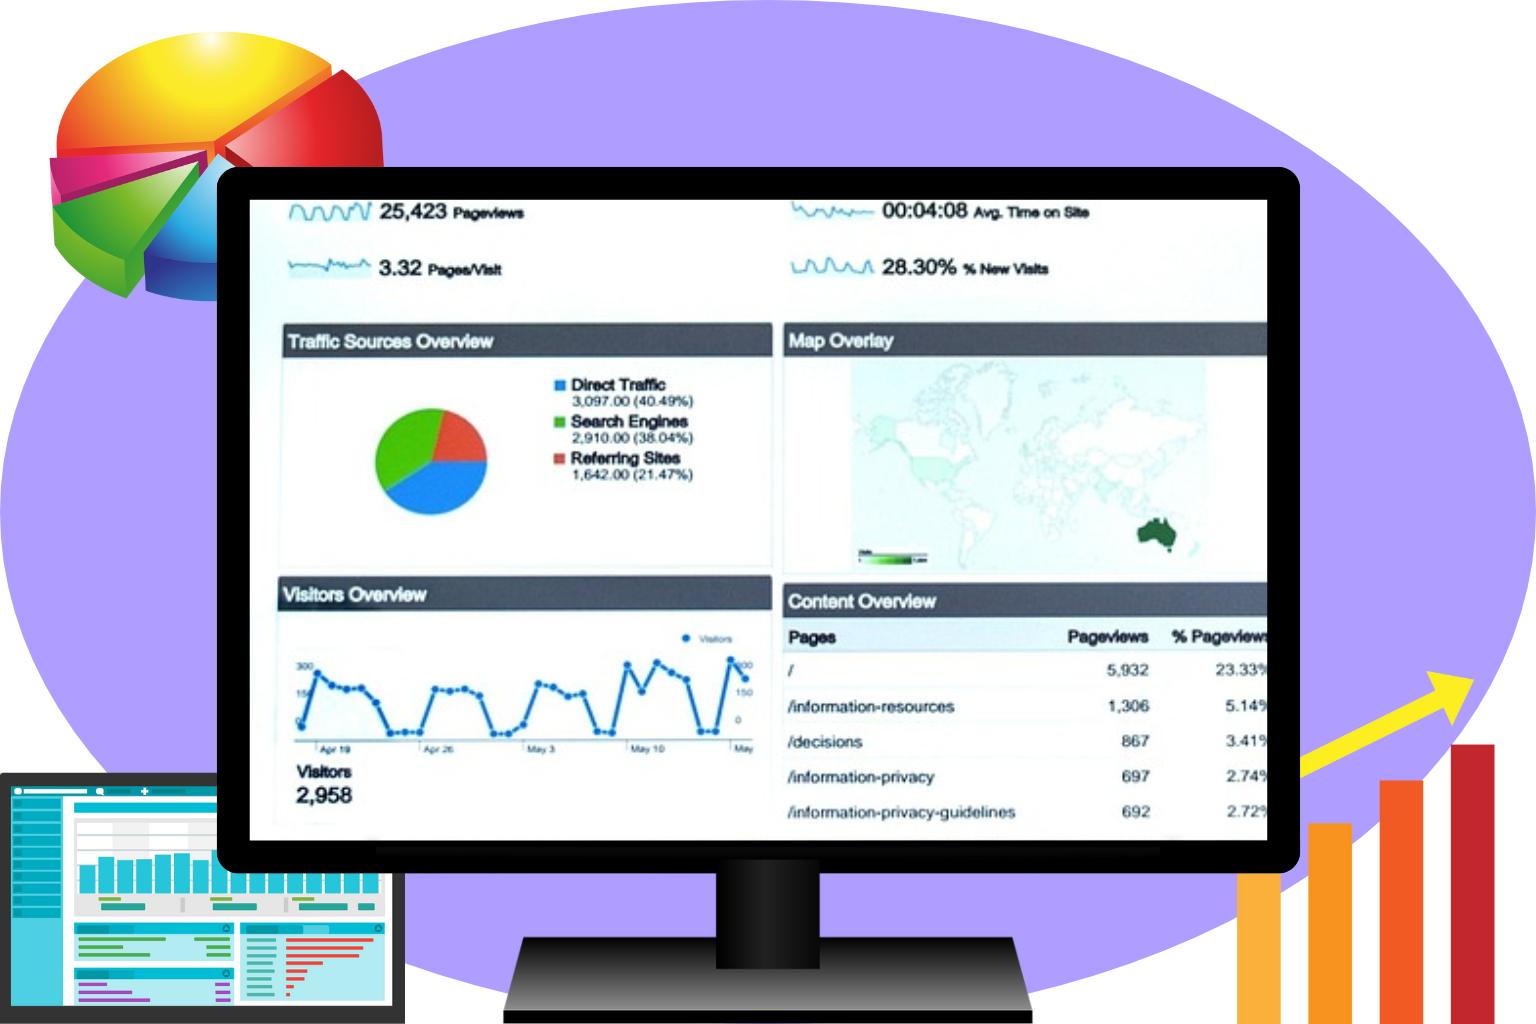 25,423 Pageviews
00:04:08 Avg. Time on Site
3.32 Pages/Visit
28.30% % New Visits
Traffic Sources Overview
Direct Traffic
3,097.00 (40.49%)
Search Engines
2,910.00 (38.04%)
Referring Sites
1,642.00 (21.47%)
Map Overlay
Visitors Overview
Visitors
300
150
0
Apr 19 Apr 26 May 3 May 10 May
Visitors
2,958
Content Overview
Pages Pageviews % Pageviews
/ 5,932 23.33%
/information-resources 1,306 5.14%
/decisions 867 3.41%
/information-privacy 697 2.74%
/information-privacy-guidelines 692 2.72%